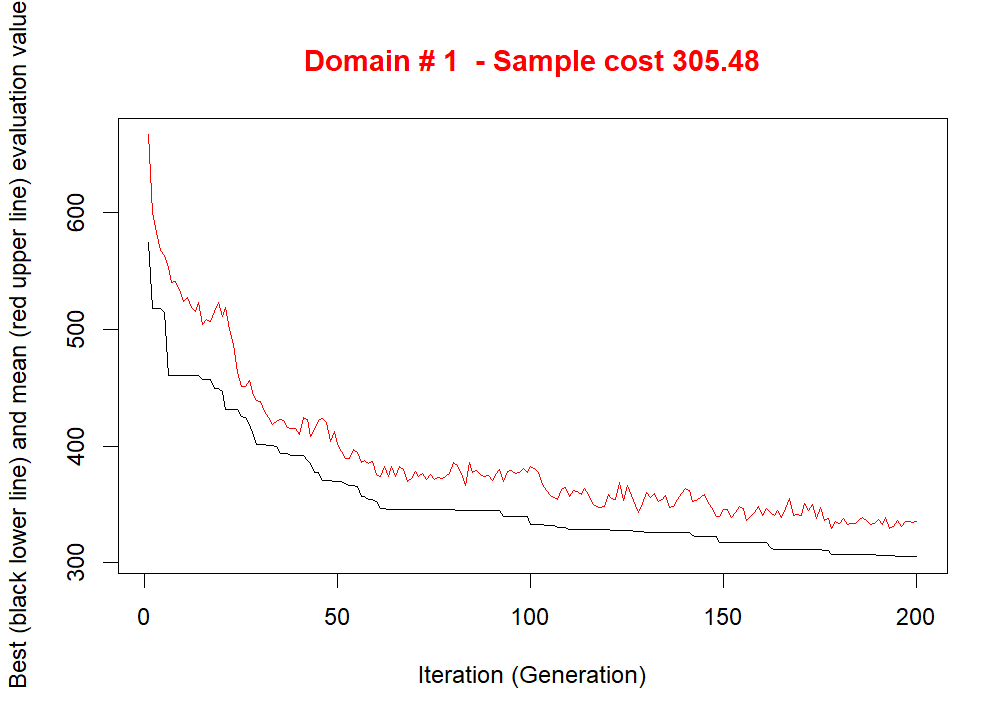 Domain # 1  - Sample cost 305.48
Best (black lower line) and mean (red upper line) evaluation value
600
500
400
300
0 50 100 150 200
Iteration (Generation)